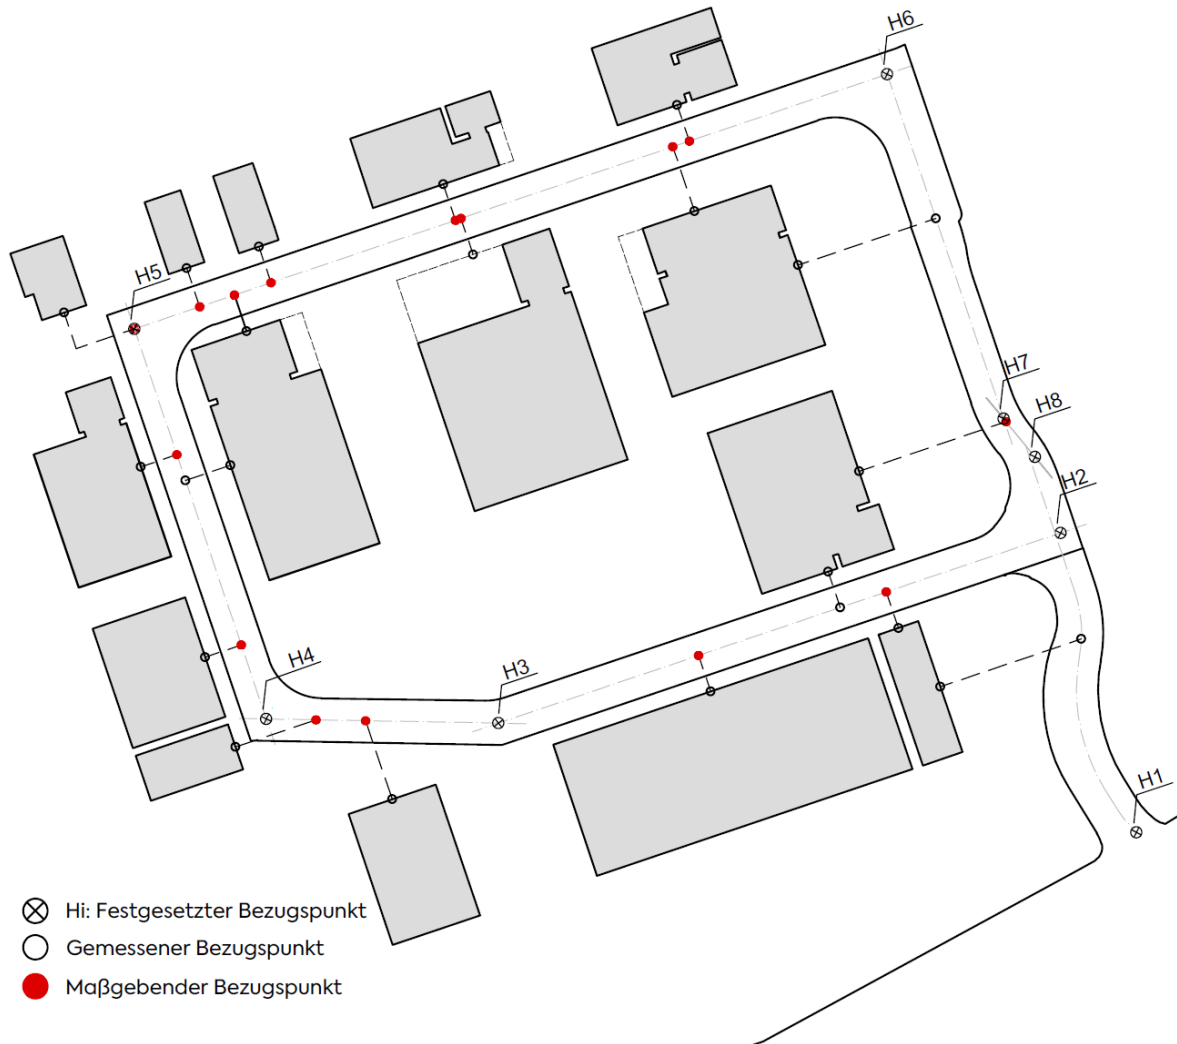 H6
H5
H7
H8
H2
H4
H3
H1
Hi: Festgesetzter Bezugspunkt
Gemessener Bezugspunkt
Maßgebender Bezugspunkt